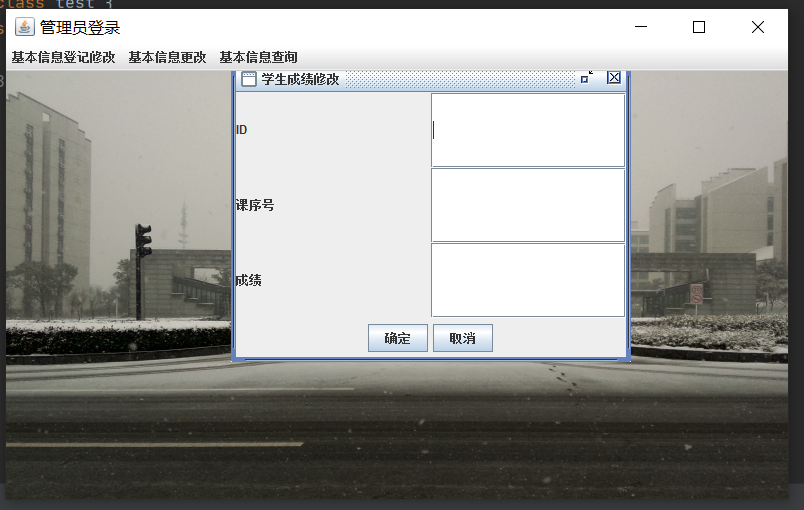 class test {
管理员登录
基本信息登记修改 基本信息更改 基本信息查询
学生成绩修改
ID
课序号
成绩
确定 取消